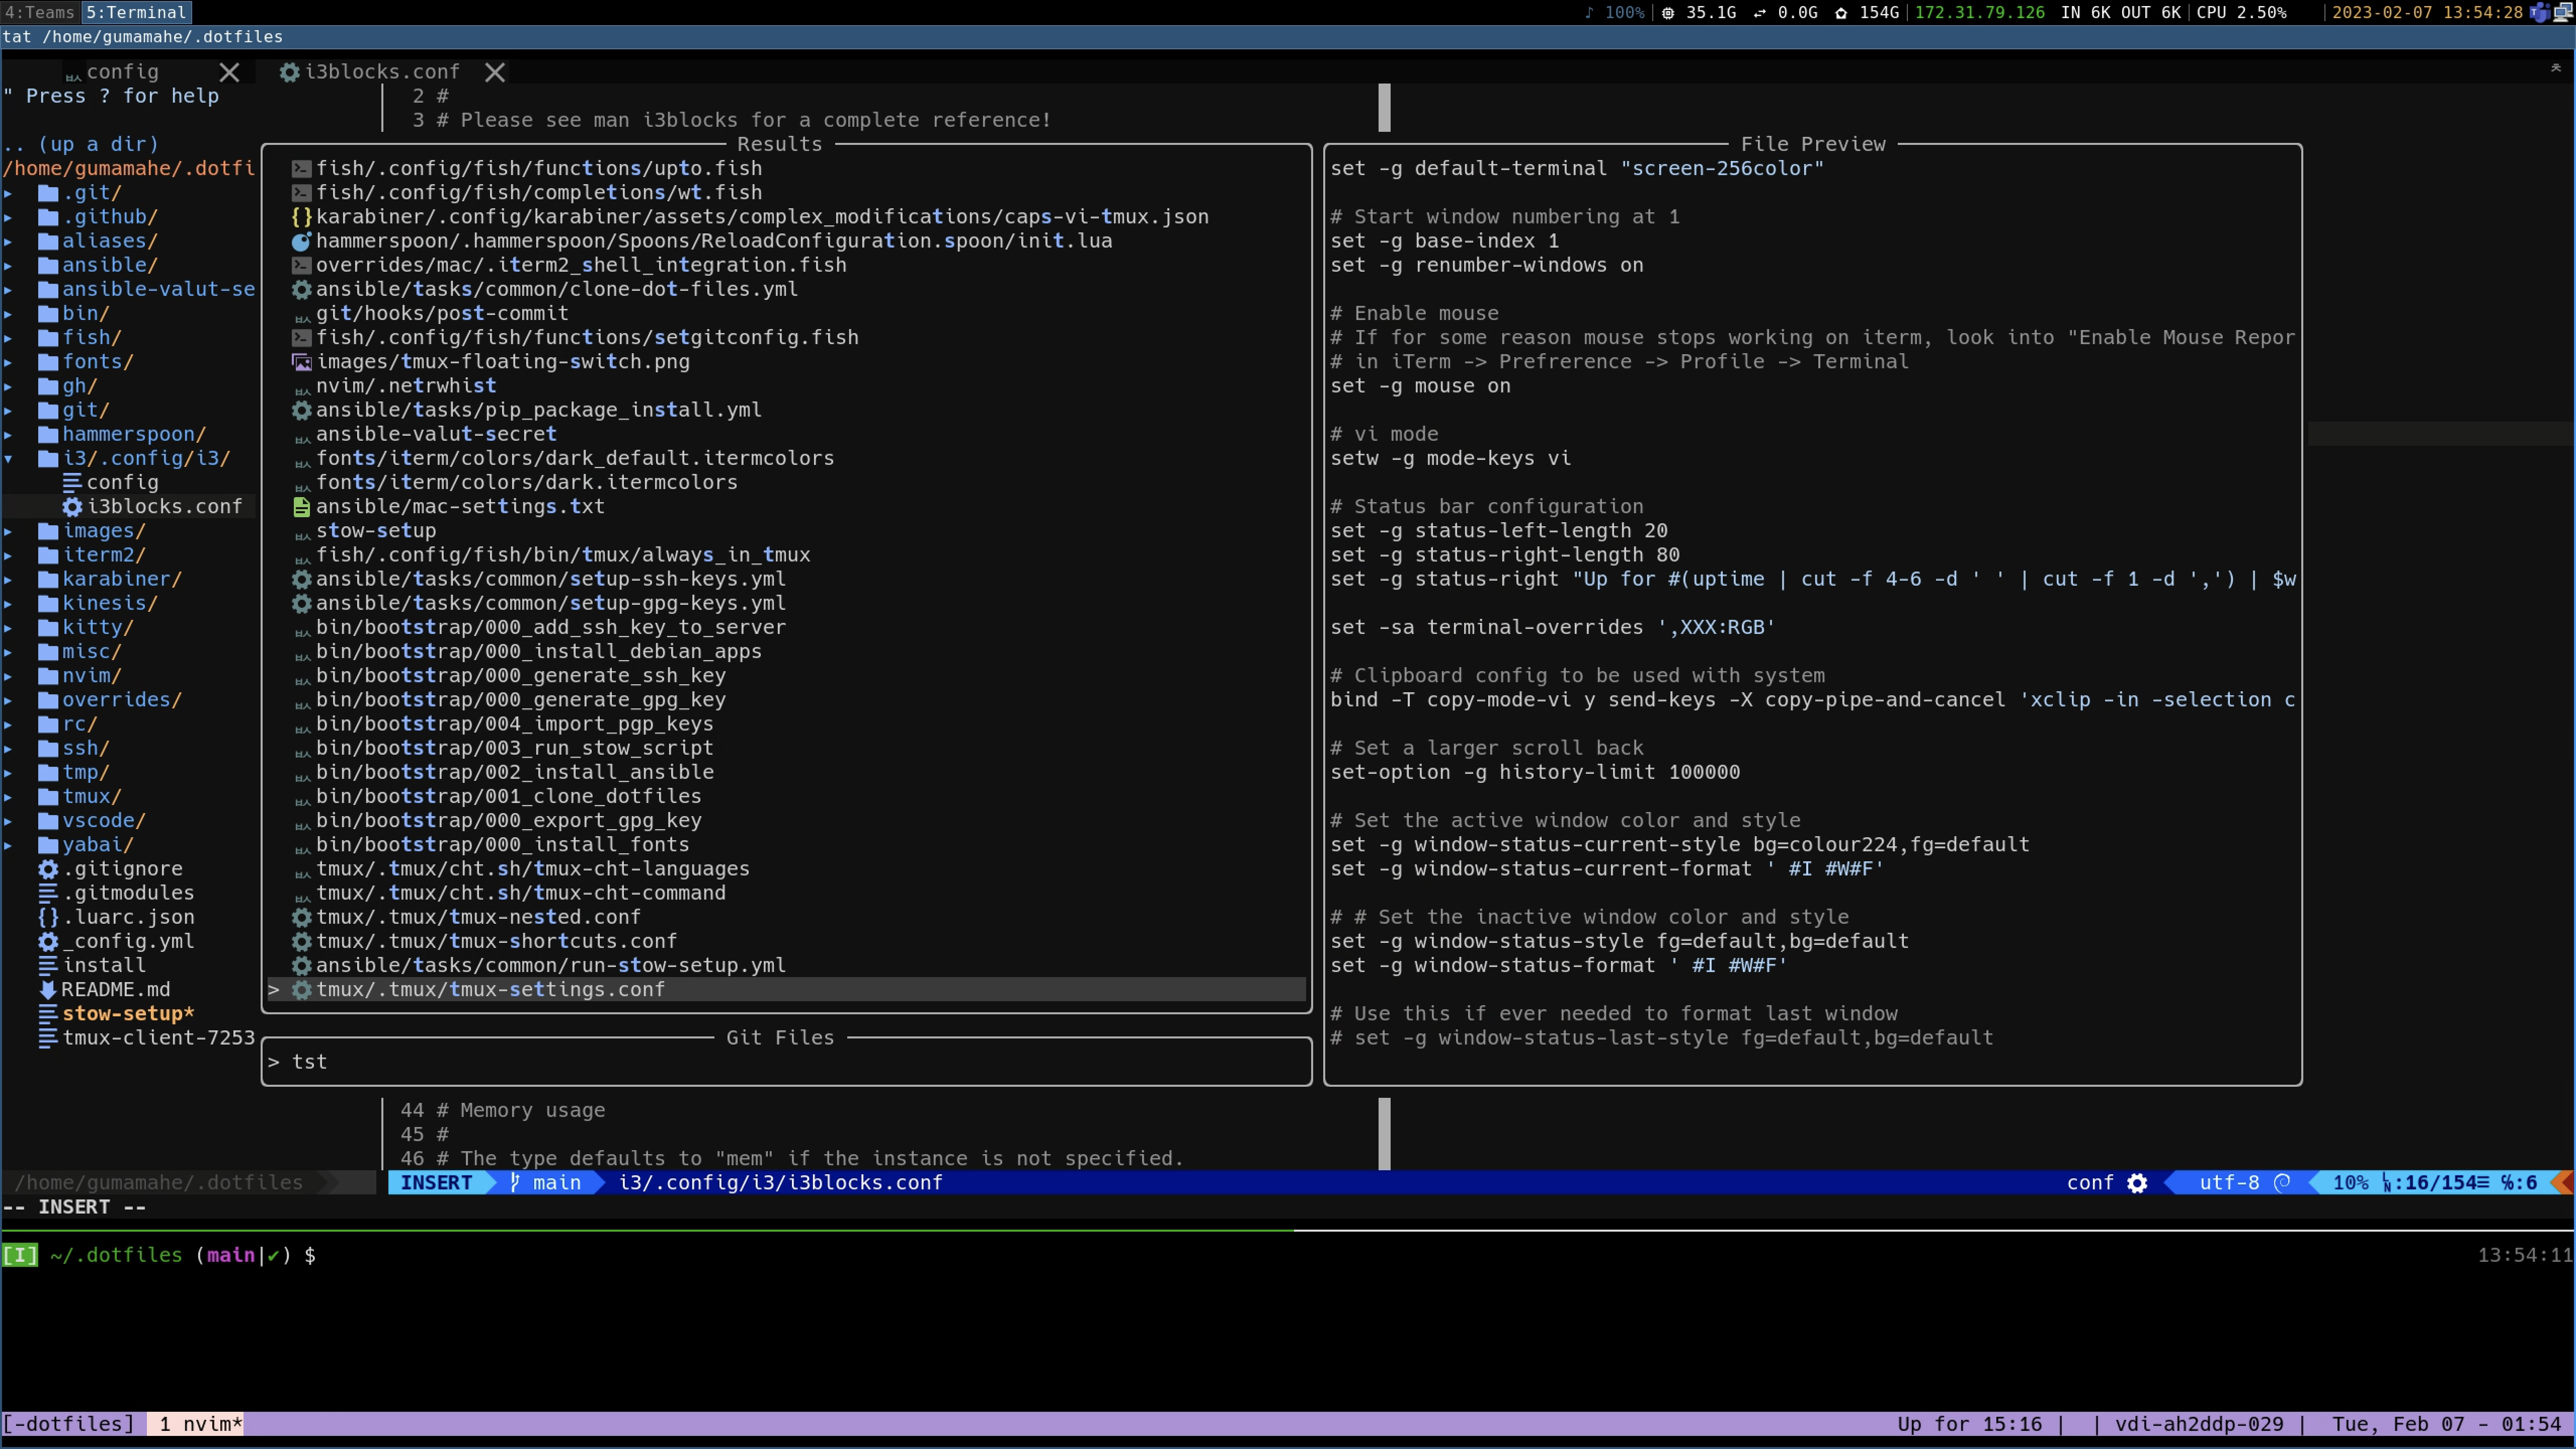 4:Teams 5:Terminal
♪ 100% 35.1G 0.0G 154G 172.31.79.126 IN 6K OUT 6K CPU 2.50% 2023-02-07 13:54:28
tat /home/gumamahe/.dotfiles
config i3blocks.conf
" Press ? for help
.. (up a dir)
/home/gumamahe/.dotfi
.git/
.github/
aliases/
ansible/
ansible-valut-se
bin/
fish/
fonts/
gh/
git/
hammerspoon/
i3/.config/i3/
config
i3blocks.conf
images/
iterm2/
karabiner/
kinesis/
kitty/
misc/
nvim/
overrides/
rc/
ssh/
tmp/
tmux/
vscode/
yabai/
.gitignore
.gitmodules
.luarc.json
_config.yml
install
README.md
stow-setup*
tmux-client-7253
2 #
3 # Please see man i3blocks for a complete reference!
Results
fish/.config/fish/functions/upto.fish
fish/.config/fish/completions/wt.fish
karabiner/.config/karabiner/assets/complex_modifications/caps-vi-tmux.json
hammerspoon/.hammerspoon/Spoons/ReloadConfiguration.spoon/init.lua
overrides/mac/.iterm2_shell_integration.fish
ansible/tasks/common/clone-dot-files.yml
git/hooks/post-commit
fish/.config/fish/functions/setgitconfig.fish
images/tmux-floating-switch.png
nvim/.netrwhist
ansible/tasks/pip_package_install.yml
ansible-valut-secret
fonts/iterm/colors/dark_default.itermcolors
fonts/iterm/colors/dark.itermcolors
ansible/mac-settings.txt
stow-setup
fish/.config/fish/bin/tmux/always_in_tmux
ansible/tasks/common/setup-ssh-keys.yml
ansible/tasks/common/setup-gpg-keys.yml
bin/bootstrap/000_add_ssh_key_to_server
bin/bootstrap/000_install_debian_apps
bin/bootstrap/000_generate_ssh_key
bin/bootstrap/000_generate_gpg_key
bin/bootstrap/004_import_pgp_keys
bin/bootstrap/003_run_stow_script
bin/bootstrap/002_install_ansible
bin/bootstrap/001_clone_dotfiles
bin/bootstrap/000_export_gpg_key
bin/bootstrap/000_install_fonts
tmux/.tmux/cht.sh/tmux-cht-languages
tmux/.tmux/cht.sh/tmux-cht-command
tmux/.tmux/tmux-nested.conf
tmux/.tmux/tmux-shortcuts.conf
ansible/tasks/common/run-stow-setup.yml
> tmux/.tmux/tmux-settings.conf
Git Files
> tst
File Preview
set -g default-terminal "screen-256color"
# Start window numbering at 1
set -g base-index 1
set -g renumber-windows on
# Enable mouse
# If for some reason mouse stops working on iterm, look into "Enable Mouse Repor
# in iTerm -> Prefrerence -> Profile -> Terminal
set -g mouse on
# vi mode
setw -g mode-keys vi
# Status bar configuration
set -g status-left-length 20
set -g status-right-length 80
set -g status-right "Up for #(uptime | cut -f 4-6 -d ' ' | cut -f 1 -d ',') | $w
set -sa terminal-overrides ',XXX:RGB'
# Clipboard config to be used with system
bind -T copy-mode-vi y send-keys -X copy-pipe-and-cancel 'xclip -in -selection c
# Set a larger scroll back
set-option -g history-limit 100000
# Set the active window color and style
set -g window-status-current-style bg=colour224,fg=default
set -g window-status-current-format ' #I #W#F'
# # Set the inactive window color and style
set -g window-status-style fg=default,bg=default
set -g window-status-format ' #I #W#F'
# Use this if ever needed to format last window
# set -g window-status-last-style fg=default,bg=default
44 # Memory usage
45 #
46 # The type defaults to "mem" if the instance is not specified.
/home/gumamahe/.dotfiles INSERT main i3/.config/i3/i3blocks.conf conf utf-8 10% :16/154≡ ℅:6
-- INSERT --
[I] ~/.dotfiles (main|✔) $ 13:54:11
[-dotfiles] 1 nvim* Up for 15:16 | | vdi-ah2ddp-029 | Tue, Feb 07 - 01:54